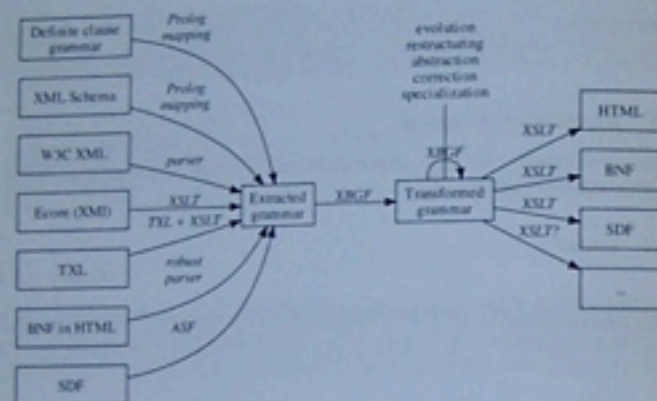 Definite clause
grammar
Prolog
mapping
XML Schema
Prolog
mapping
W3C XML
parser
Ecore (XMI)
XSLT
TXL
TXL + XSLT
BNF in HTML
robust
parser
SDF
ASF
Extracted
grammar
XBGF
evolution
restructuring
abstraction
correction
specialization
XBGF
Transformed
grammar
XSLT
HTML
XSLT
BNF
XSLT
SDF
XSLT?
...